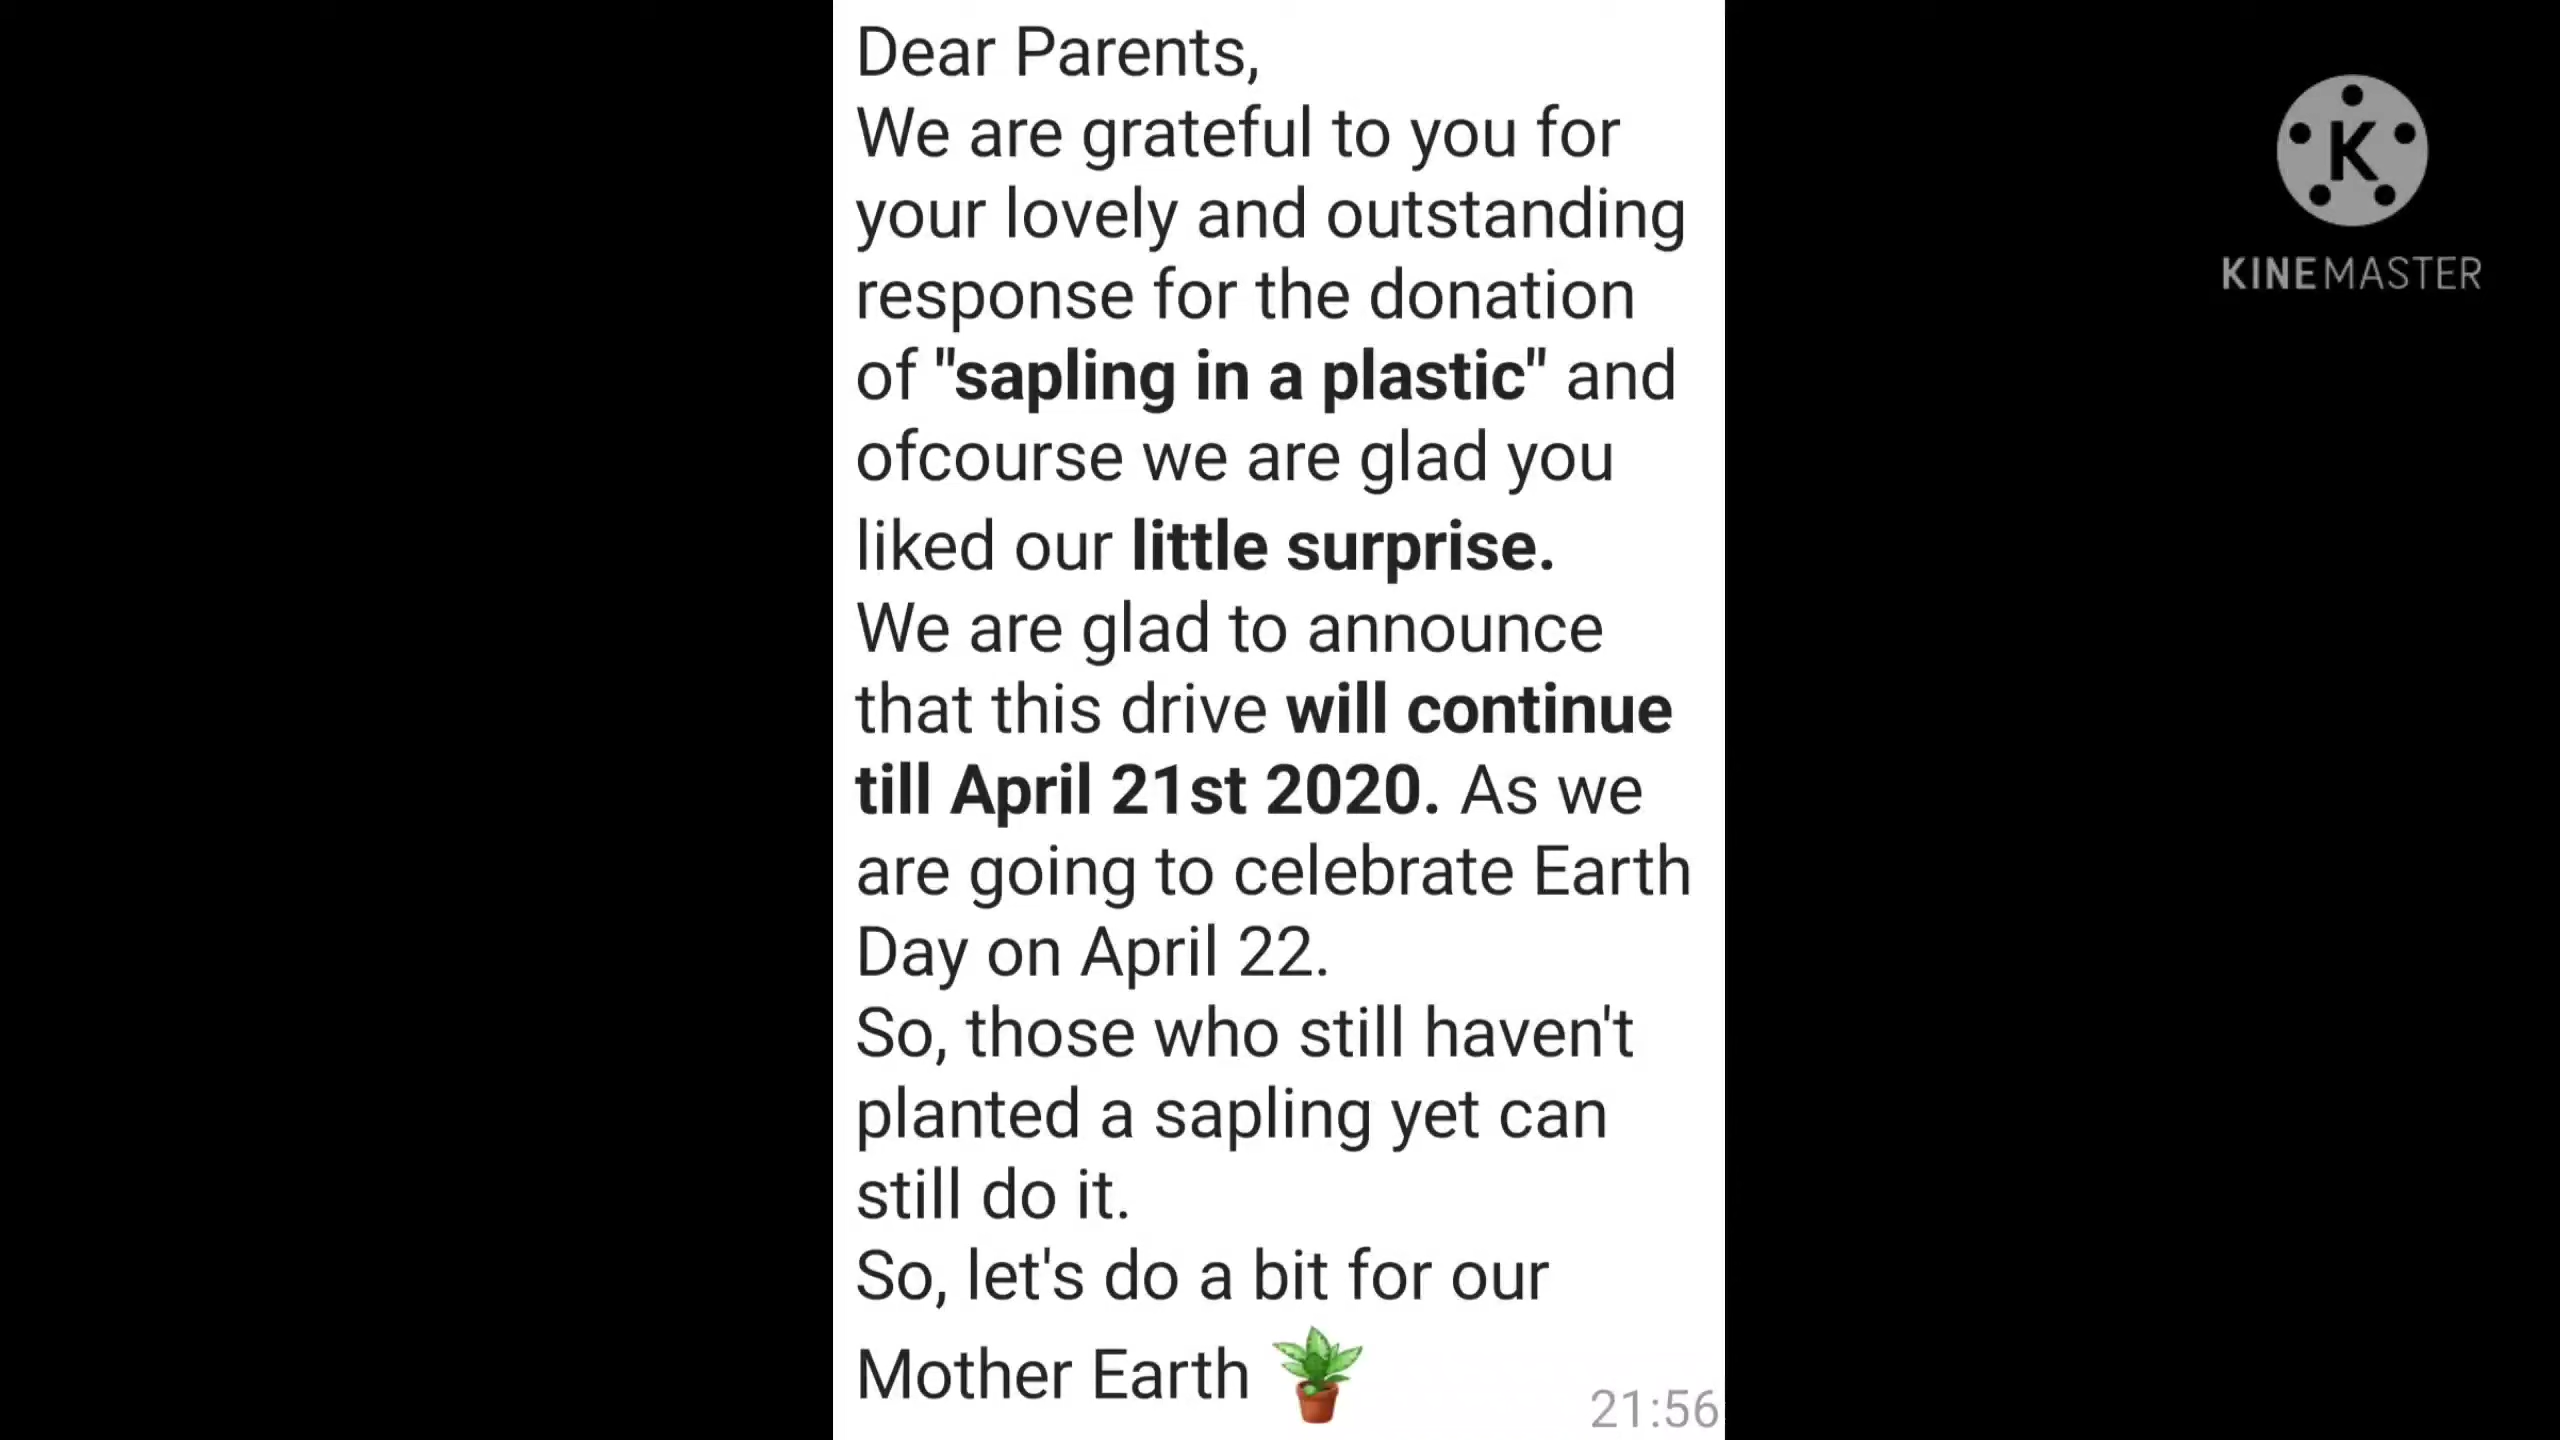 Dear Parents,
We are grateful to you for
your lovely and outstanding
response for the donation
of "sapling in a plastic" and
ofcourse we are glad you
liked our little surprise.
We are glad to announce
that this drive will continue
till April 21st 2020. As we
are going to celebrate Earth
Day on April 22.
So, those who still haven't
planted a sapling yet can
still do it.
So, let's do a bit for our
Mother Earth 🪴
21:56
K
KINEMASTER